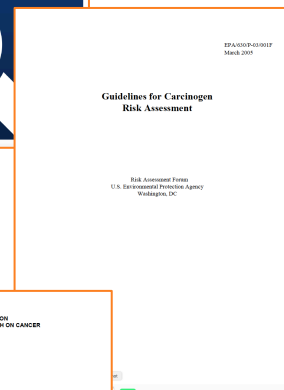 EPA/630/P-03/001F
March 2005
Guidelines for Carcinogen
Risk Assessment
Risk Assessment Forum
U.S. Environmental Protection Agency
Washington, DC
ON
H ON CANCER